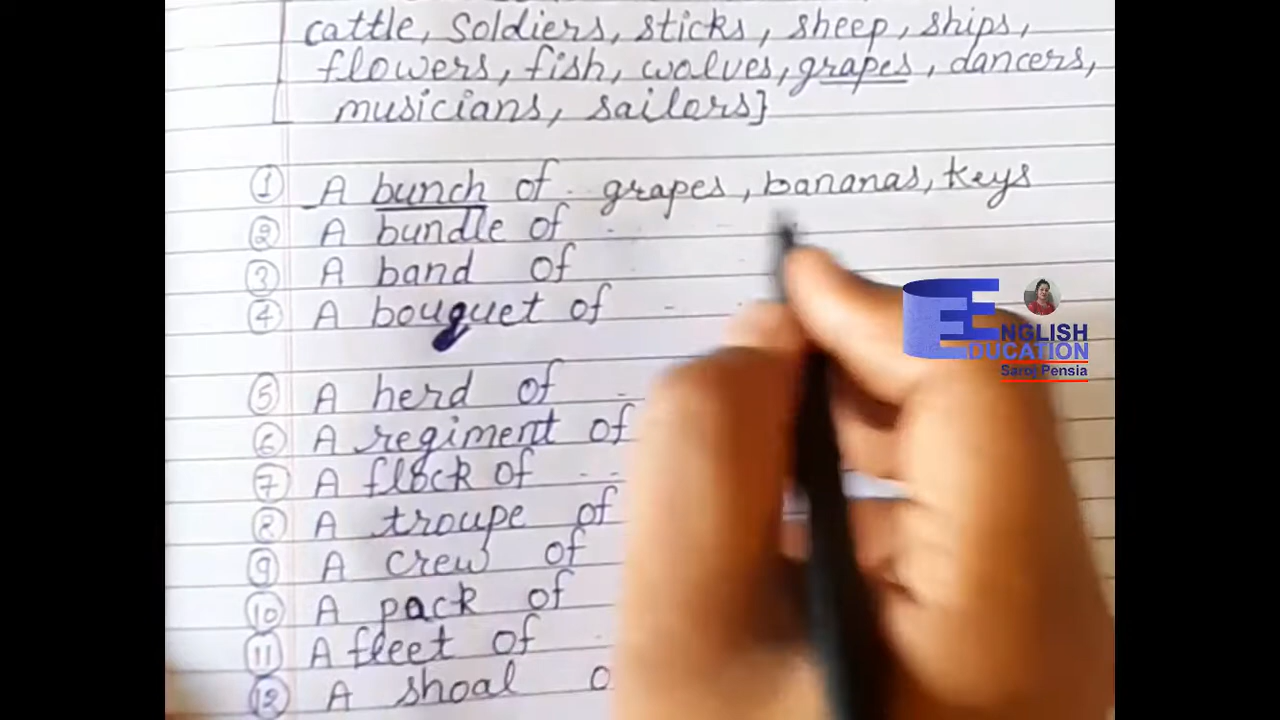 cattle, soldiers, sticks, sheep, ships,
flowers, fish, wolves, grapes, dancers,
musicians, sailors}
① A bunch of grapes, bananas, keys
② A bundle of
③ A band of
④ A bouquet of
⑤ A herd of
⑥ A regiment of
⑦ A flock of
⑧ A troupe of
⑨ A crew of
⑩ A pack of
⑪ A fleet of
⑫ A shoal o
ENGLISH
EDUCATION
Saroj Pensia